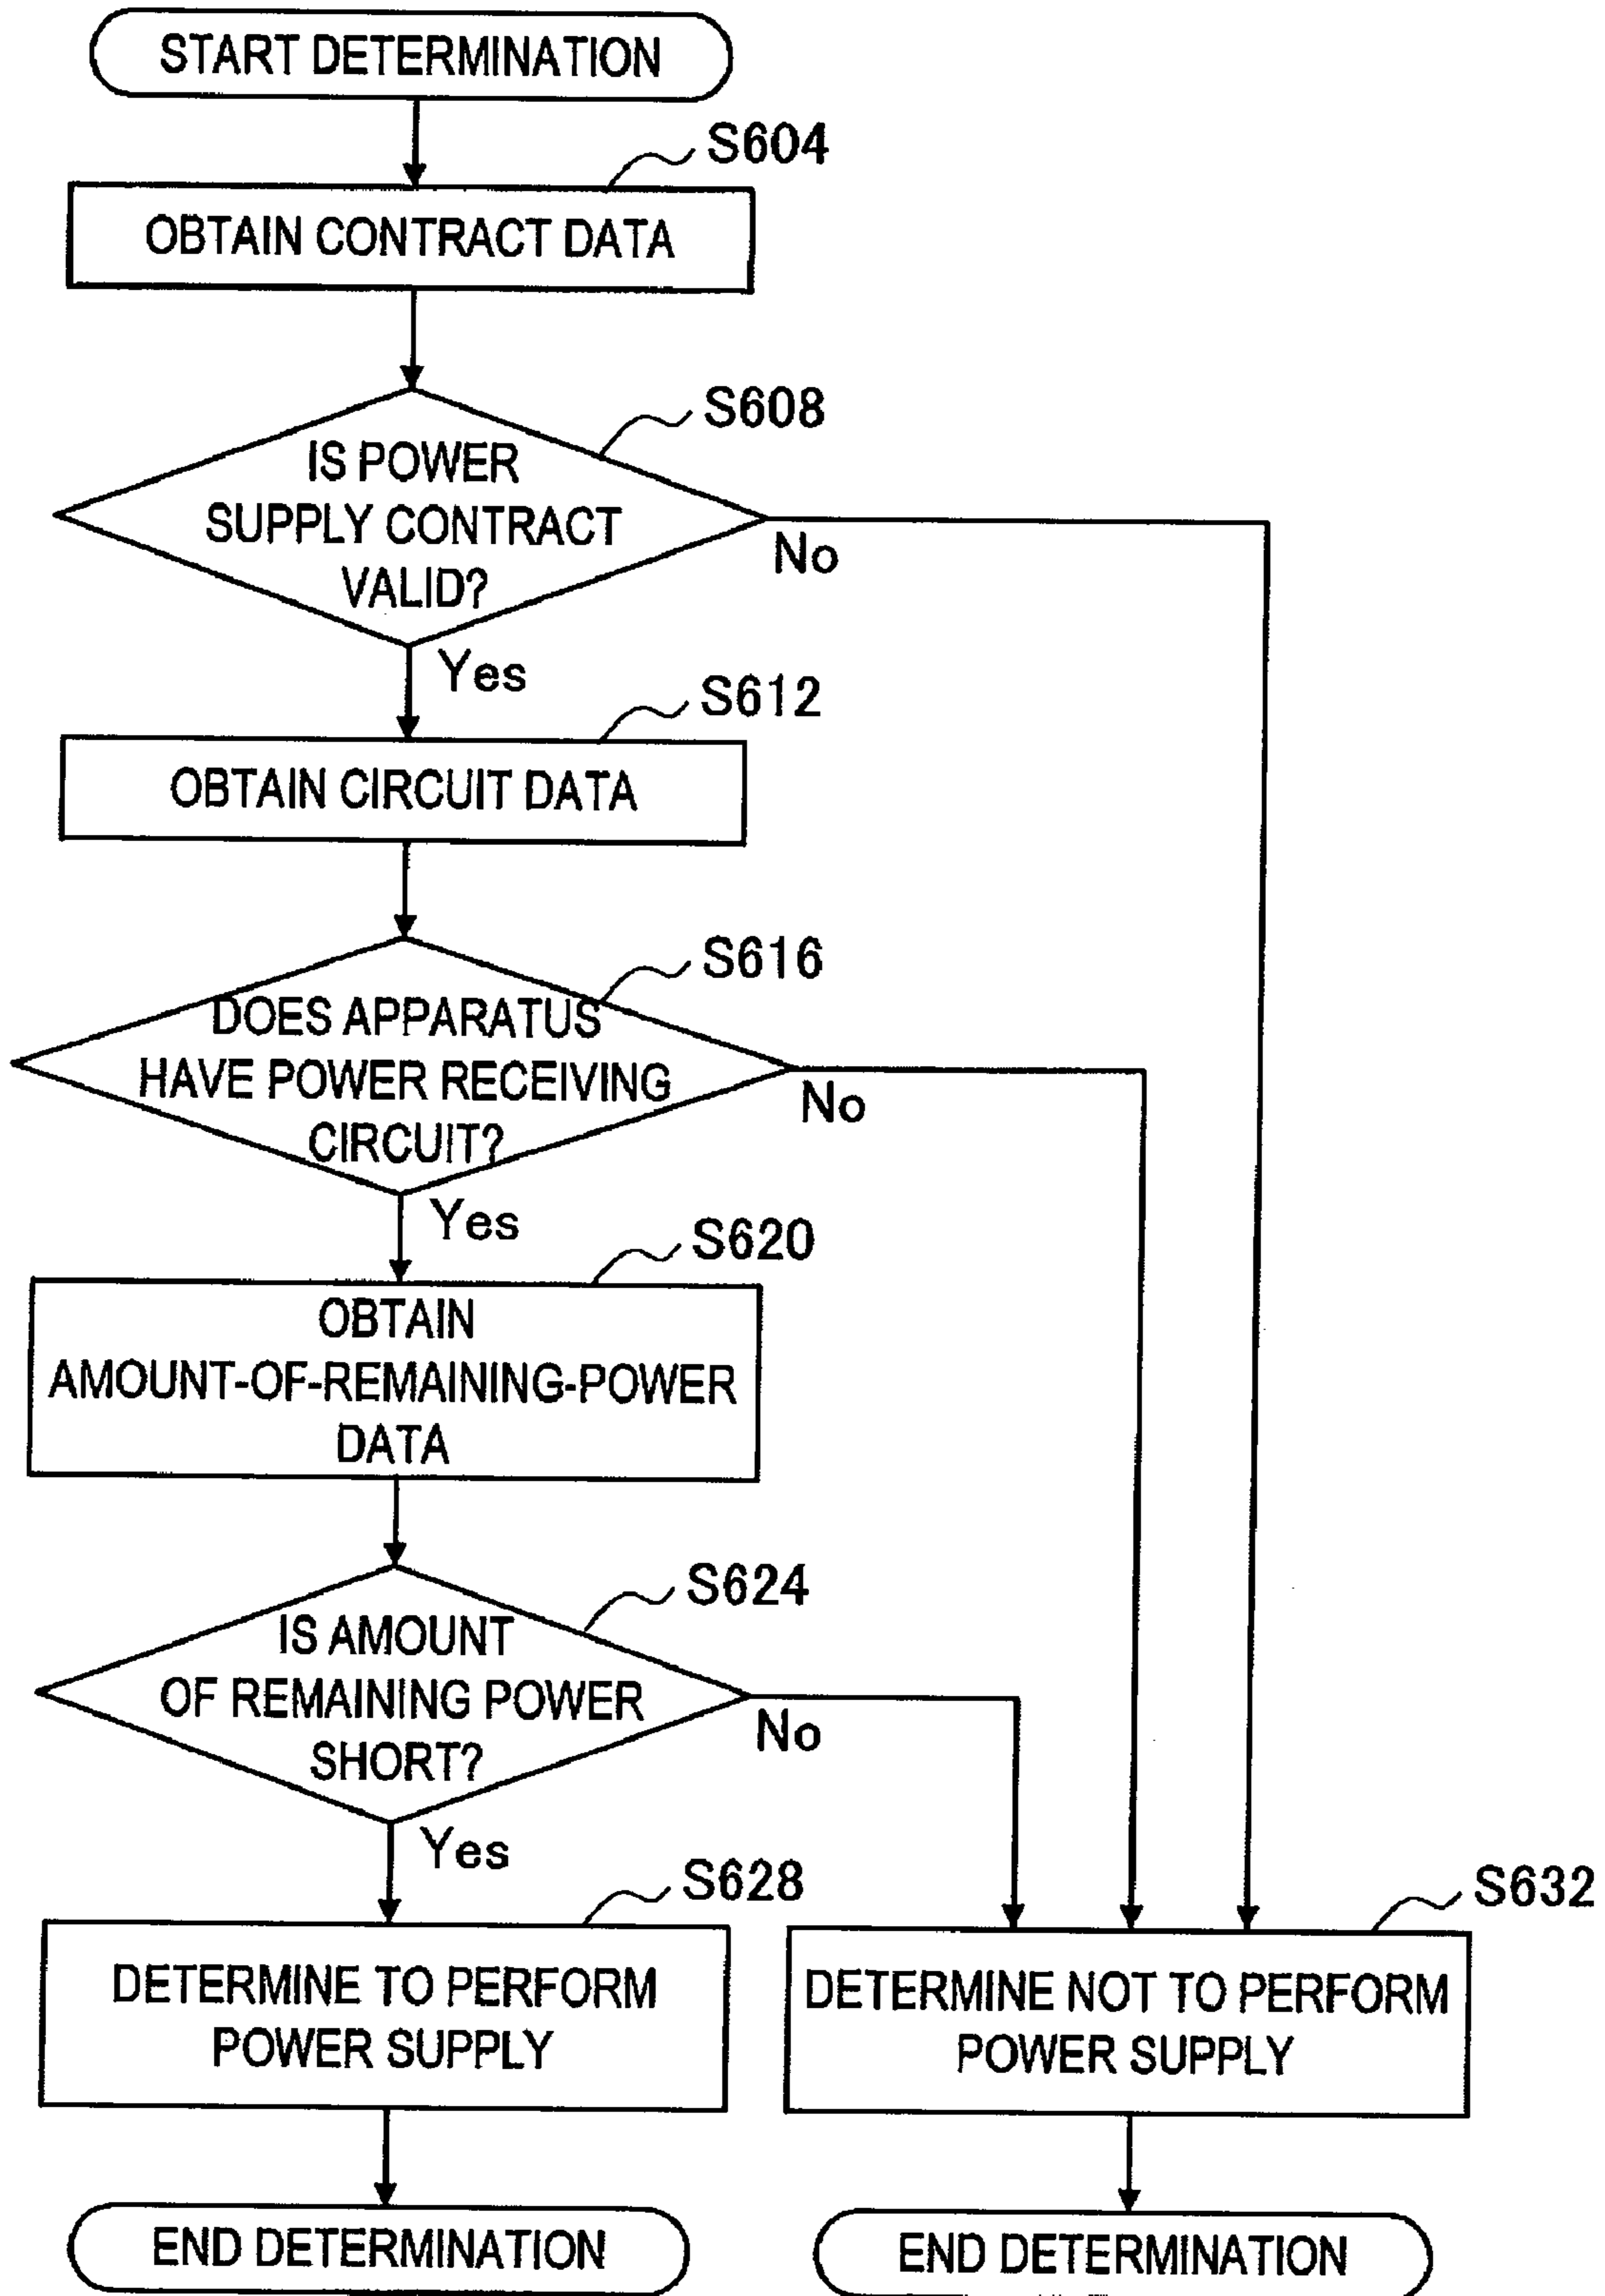 START DETERMINATION
S604
OBTAIN CONTRACT DATA
S608
IS POWER
SUPPLY CONTRACT
VALID?
No
Yes
S612
OBTAIN CIRCUIT DATA
S616
DOES APPARATUS
HAVE POWER RECEIVING
CIRCUIT?
No
Yes
S620
OBTAIN
AMOUNT-OF-REMAINING-POWER
DATA
S624
IS AMOUNT
OF REMAINING POWER
SHORT?
No
Yes
S628
DETERMINE TO PERFORM
POWER SUPPLY
S632
DETERMINE NOT TO PERFORM
POWER SUPPLY
END DETERMINATION
END DETERMINATION